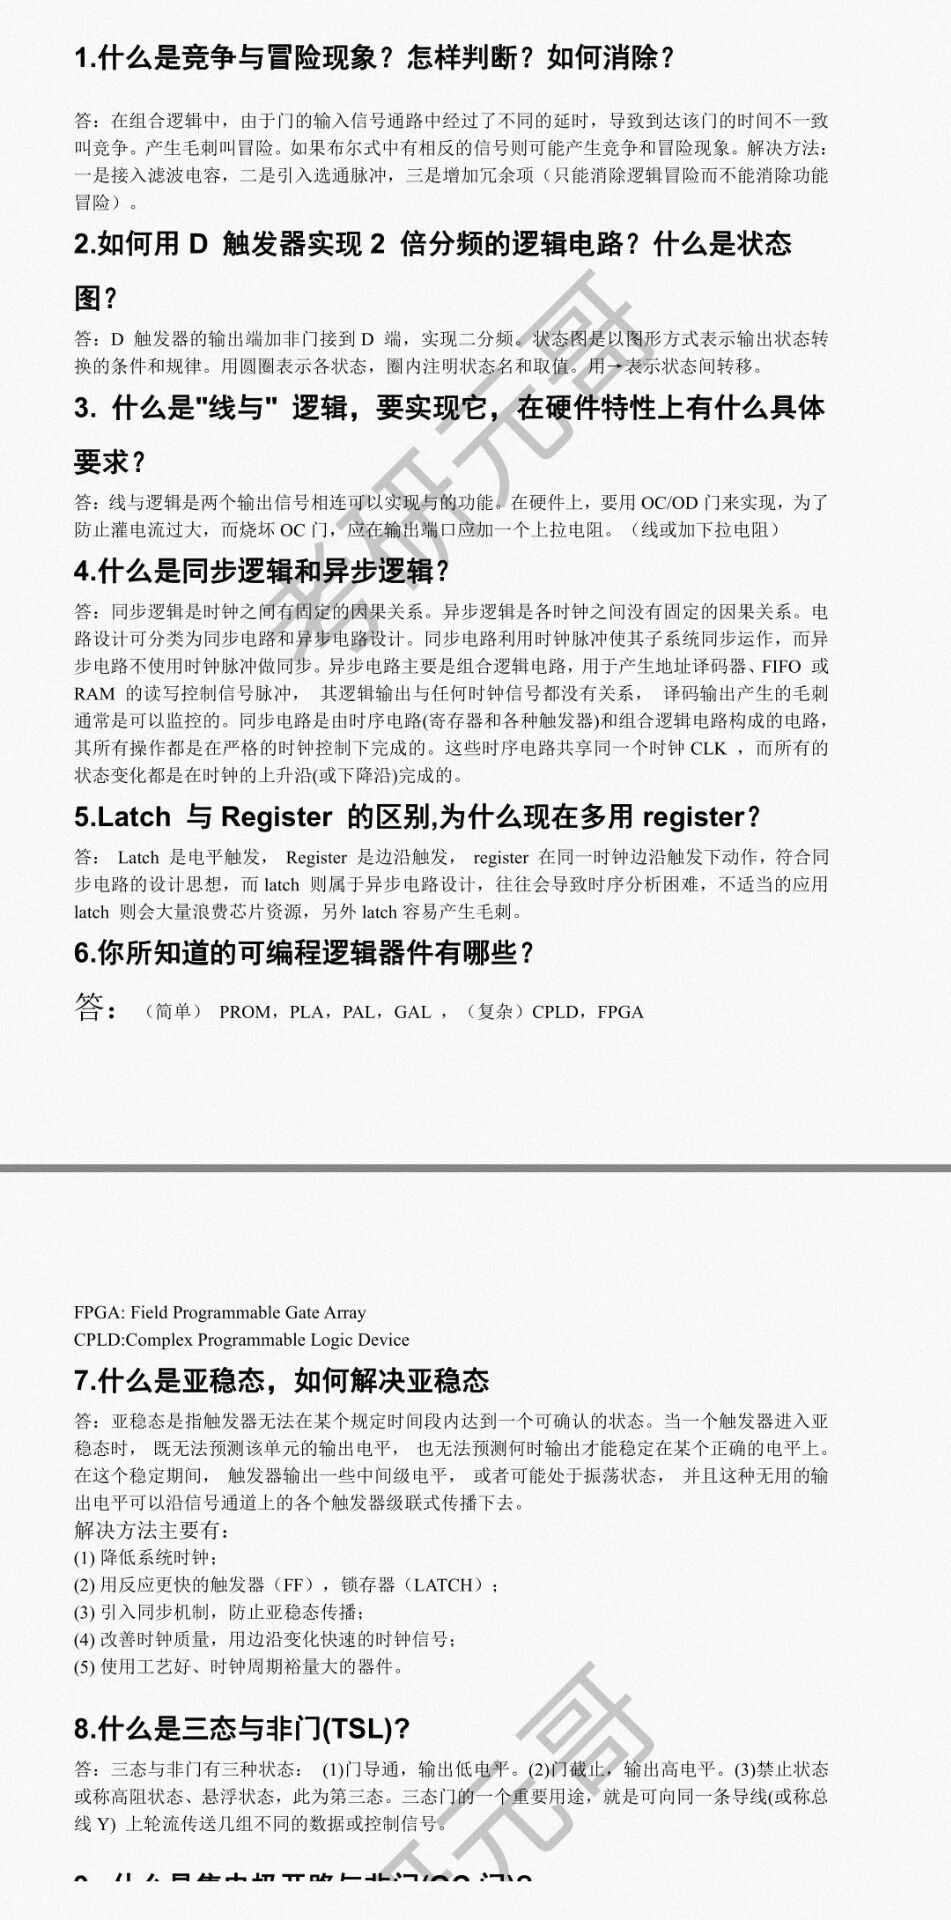 1.什么是竞争与冒险现象？怎样判断？如何消除？
答：在组合逻辑中，由于门的输入信号通路中经过了不同的延时，导致到达该门的时间不一致
叫竞争。产生毛刺叫冒险。如果布尔式中有相反的信号则可能产生竞争和冒险现象。解决方法：
一是接入滤波电容，二是引入选通脉冲，三是增加冗余项（只能消除逻辑冒险而不能消除功能
冒险）。
2.如何用 D 触发器实现 2 倍分频的逻辑电路？什么是状态
图？
答：D 触发器的输出端加非门接到 D 端，实现二分频。状态图是以图形方式表示输出状态转
换的条件和规律。用圆圈表示各状态，圈内注明状态名和取值。用→表示状态间转移。
3. 什么是"线与" 逻辑，要实现它，在硬件特性上有什么具体
要求？
答：线与逻辑是两个输出信号相连可以实现与的功能。在硬件上，要用 OC/OD 门来实现，为了
防止灌电流过大，而烧坏 OC 门，应在输出端口应加一个上拉电阻。（线或加下拉电阻）
4.什么是同步逻辑和异步逻辑？
答：同步逻辑是时钟之间有固定的因果关系。异步逻辑是各时钟之间没有固定的因果关系。电
路设计可分类为同步电路和异步电路设计。同步电路利用时钟脉冲使其子系统同步运作，而异
步电路不使用时钟脉冲做同步。异步电路主要是组合逻辑电路，用于产生地址译码器、FIFO 或
RAM 的读写控制信号脉冲， 其逻辑输出与任何时钟信号都没有关系， 译码输出产生的毛刺
通常是可以监控的。同步电路是由时序电路(寄存器和各种触发器)和组合逻辑电路构成的电路，
其所有操作都是在严格的时钟控制下完成的。这些时序电路共享同一个时钟 CLK ，而所有的
状态变化都是在时钟的上升沿(或下降沿)完成的。
5.Latch 与 Register 的区别,为什么现在多用 register？
答： Latch 是电平触发， Register 是边沿触发， register 在同一时钟边沿触发下动作，符合同
步电路的设计思想，而 latch 则属于异步电路设计，往往会导致时序分析困难，不适当的应用
latch 则会大量浪费芯片资源，另外 latch 容易产生毛刺。
6.你所知道的可编程逻辑器件有哪些？
答：（简单） PROM，PLA，PAL，GAL ，（复杂）CPLD，FPGA
考研元哥
FPGA: Field Programmable Gate Array
CPLD:Complex Programmable Logic Device
7.什么是亚稳态，如何解决亚稳态
答：亚稳态是指触发器无法在某个规定时间段内达到一个可确认的状态。当一个触发器进入亚
稳态时， 既无法预测该单元的输出电平， 也无法预测何时输出才能稳定在某个正确的电平上。
在这个稳定期间， 触发器输出一些中间级电平， 或者可能处于振荡状态， 并且这种无用的输
出电平可以沿信号通道上的各个触发器级联式传播下去。
解决方法主要有：
(1) 降低系统时钟；
(2) 用反应更快的触发器（FF），锁存器（LATCH）；
(3) 引入同步机制，防止亚稳态传播；
(4) 改善时钟质量，用边沿变化快速的时钟信号；
(5) 使用工艺好、时钟周期裕量大的器件。
8.什么是三态与非门(TSL)？
答：三态与非门有三种状态： (1)门导通，输出低电平。(2)门截止，输出高电平。(3)禁止状态
或称高阻状态、悬浮状态，此为第三态。三态门的一个重要用途，就是可向同一条导线(或称总
线 Y) 上轮流传送几组不同的数据或控制信号。
元哥